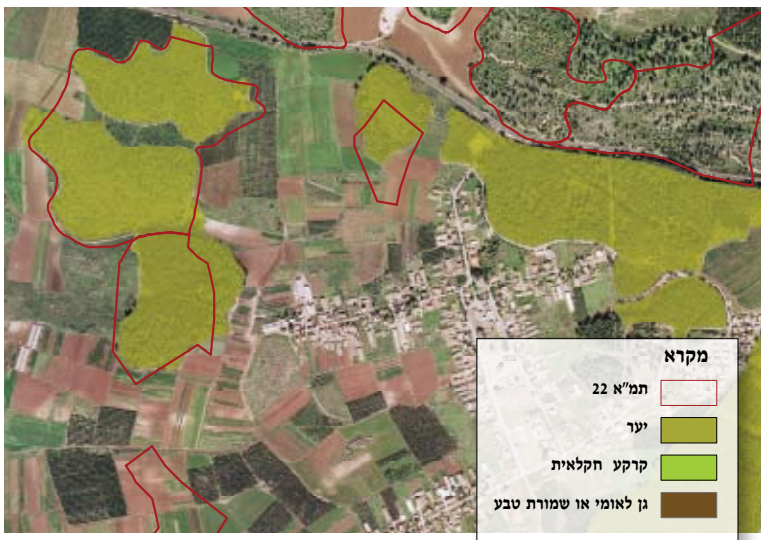 מקרא
תמ"א 22
יער
קרקע חקלאית
גן לאומי או שמורת טבע